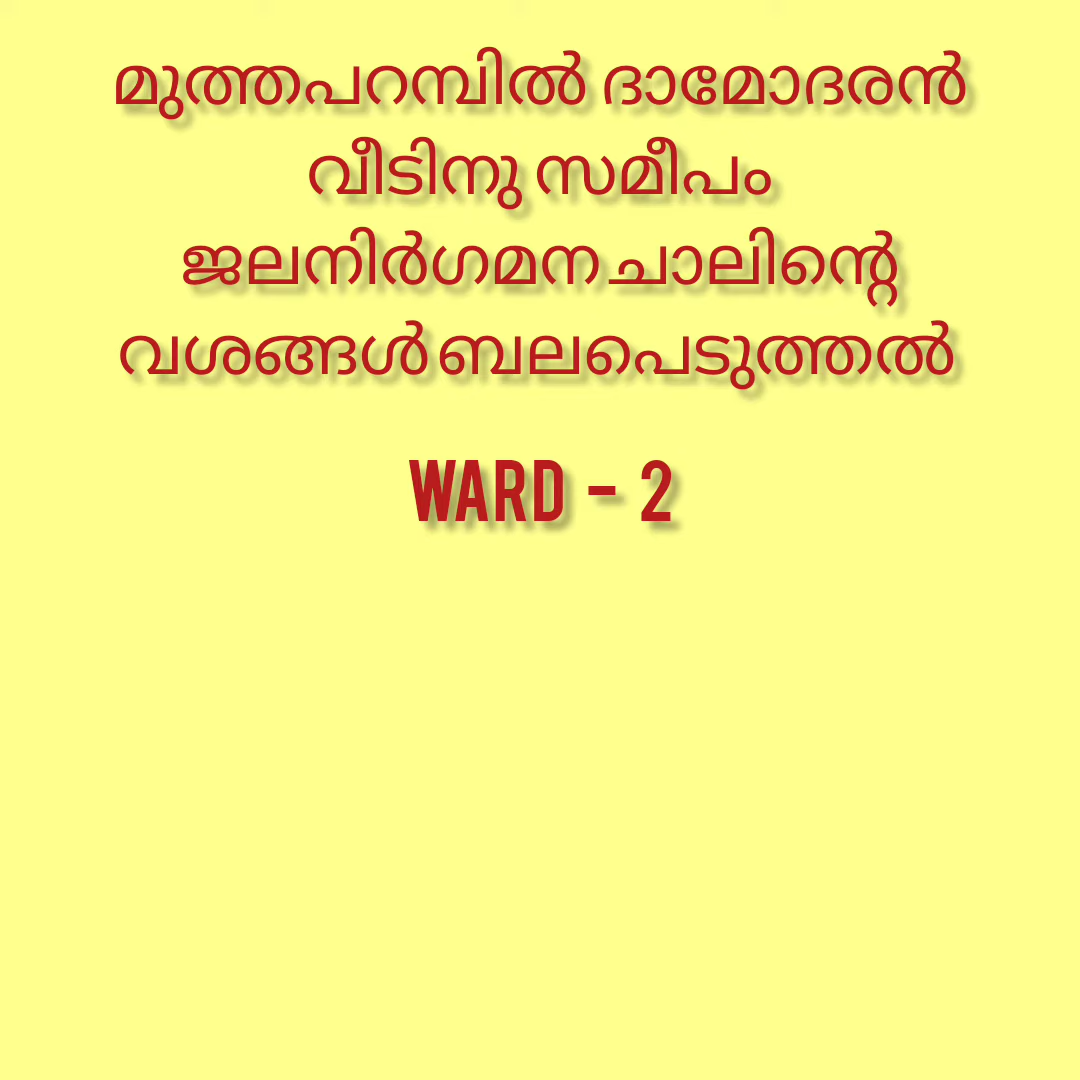 മുത്തപറമ്പിൽ ദാമോദരൻ
വീടിനു സമീപം
ജലനിർഗമന ചാലിന്റെ
വശങ്ങൾ ബലപെടുത്തൽ
WARD - 2